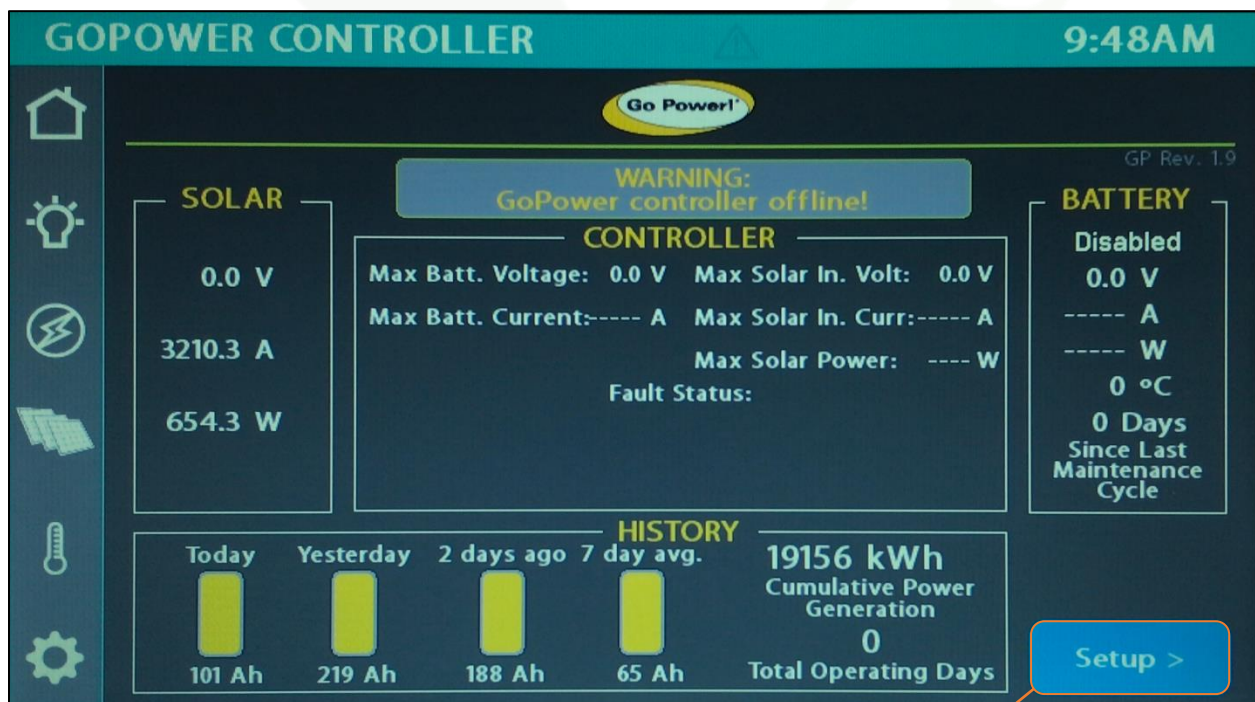 GOPOWER CONTROLLER
9:48AM
Go Power!
GP Rev. 1.9
WARNING:
GoPower controller offline!
SOLAR
0.0 V
3210.3 A
654.3 W
CONTROLLER
Max Batt. Voltage: 0.0 V
Max Solar In. Volt: 0.0 V
Max Batt. Current:----- A
Max Solar In. Curr:----- A
Max Solar Power: ---- W
Fault Status:
BATTERY
Disabled
0.0 V
----- A
----- W
0 °C
0 Days
Since Last
Maintenance
Cycle
HISTORY
Today Yesterday 2 days ago 7 day avg.
101 Ah 219 Ah 188 Ah 65 Ah
19156 kWh
Cumulative Power
Generation
0
Total Operating Days
Setup >